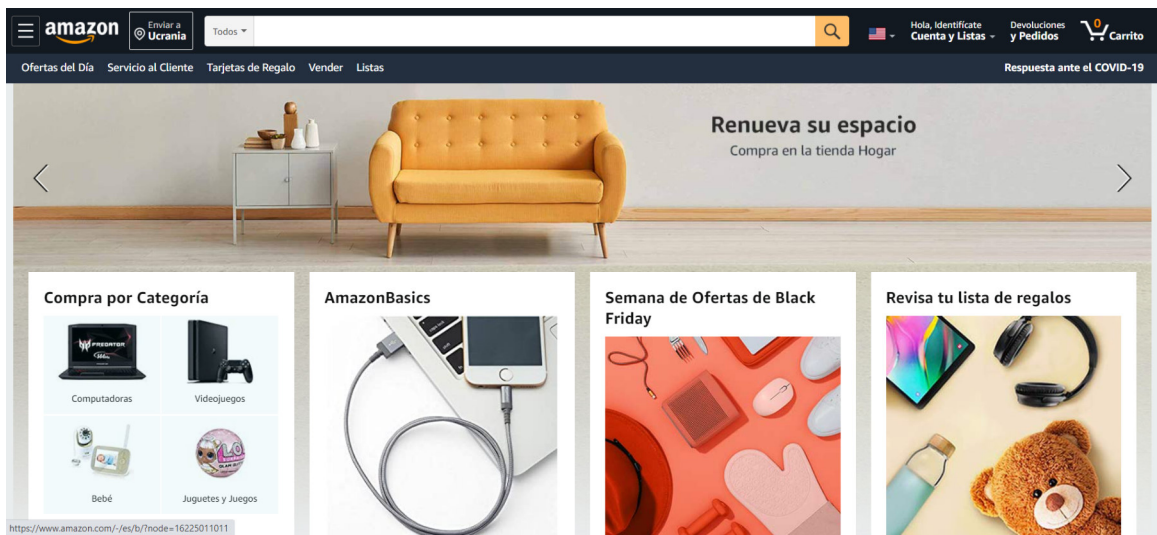 amazon
Enviar a
Ucrania
Todos
Hola, Identifícate
Cuenta y Listas
Devoluciones
y Pedidos
0
Carrito
Ofertas del Día Servicio al Cliente Tarjetas de Regalo Vender Listas
Respuesta ante el COVID-19
Renueva su espacio
Compra en la tienda Hogar
Compra por Categoría
PREDATOR
Computadoras
Videojuegos
Bebé
Juguetes y Juegos
AmazonBasics
Semana de Ofertas de Black
Friday
Revisa tu lista de regalos
https://www.amazon.com/-/es/b/?node=16225011011